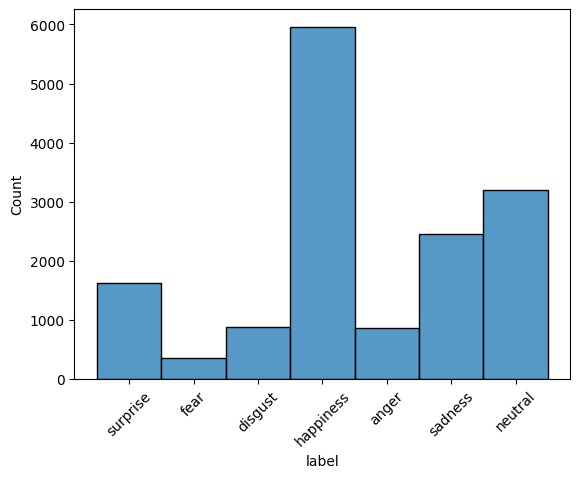 6000
5000
4000
3000
2000
1000
0
Count
surprise
fear
disgust
happiness
anger
sadness
neutral
label